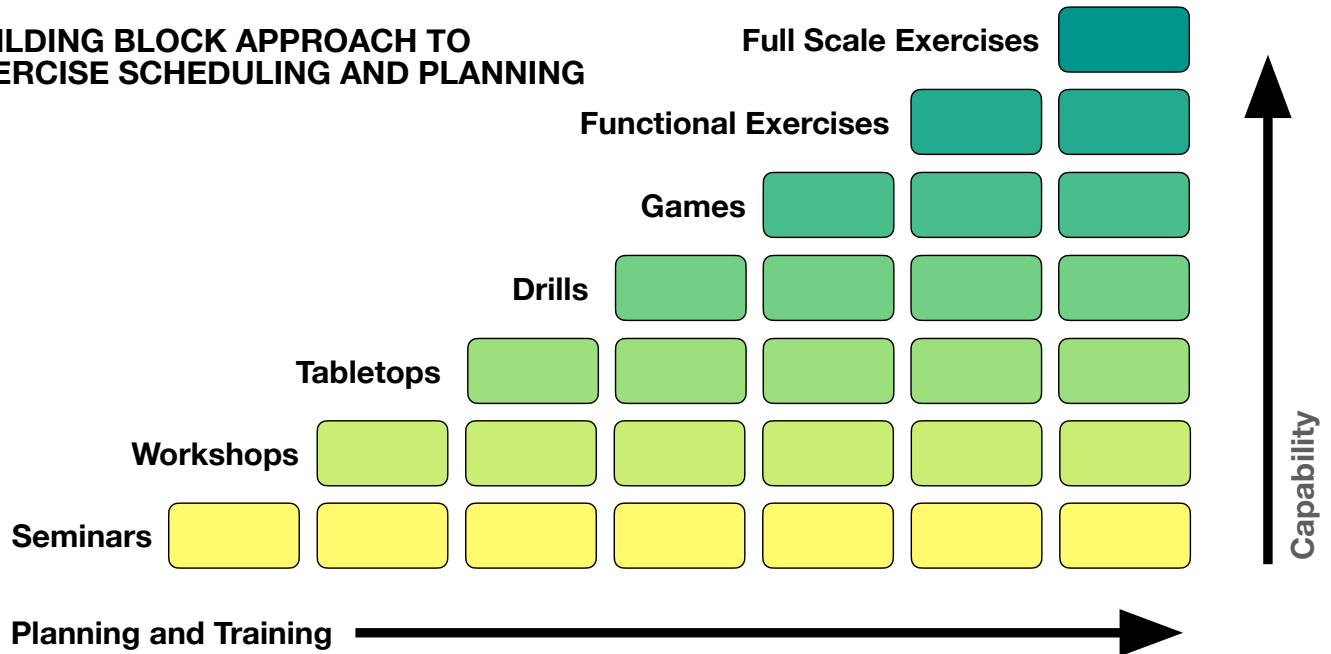 ILDING BLOCK APPROACH TO
ERCISE SCHEDULING AND PLANNING
Full Scale Exercises
Functional Exercises
Games
Drills
Tabletops
Workshops
Seminars
Capability
Planning and Training